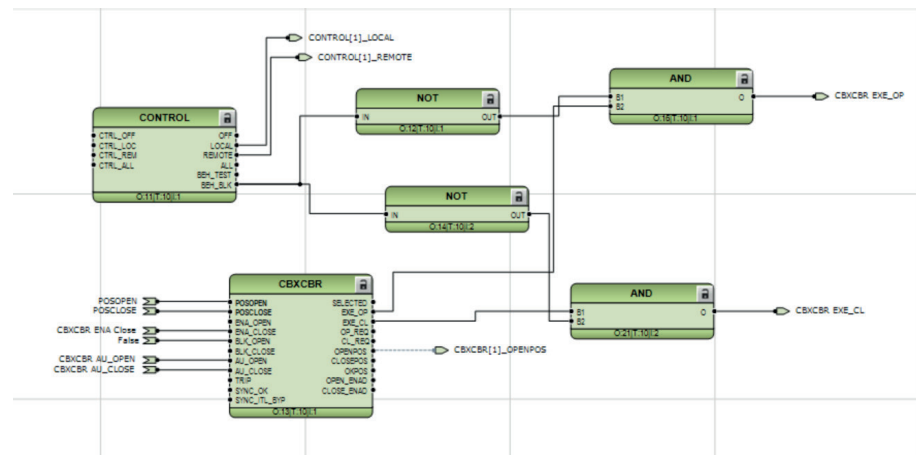 CONTROL[1]_LOCAL
CONTROL[1]_REMOTE
CONTROL
CTRL_OFF
CTRL_LOC
CTRL_REM
CTRL_ALL
OFF
LOCAL
REMOTE
ALL
BEH_TEST
BEH_BLK
O:11|T:10|I:1
NOT
IN
OUT
O:12|T:10|I:1
AND
B1
B2
O
O:15|T:10|I:1
CBXCBR EXE_OP
NOT
IN
OUT
O:14|T:10|I:2
POSOPEN
POSCLOSE
CBXCBR ENA Close
False
CBXCBR AU_OPEN
CBXCBR AU_CLOSE
CBXCBR
POSOPEN
POSCLOSE
ENA_OPEN
ENA_CLOSE
BLK_OPEN
BLK_CLOSE
AU_OPEN
AU_CLOSE
TRIP
SYNC_OK
SYNC_ITL_BYP
SELECTED
EXE_OP
EXE_CL
OP_REQ
CL_REQ
OPENPOS
CLOSEPOS
OKPOS
OPEN_ENAD
CLOSE_ENAD
O:13|T:10|I:1
CBXCBR[1]_OPENPOS
AND
B1
B2
O
O:21|T:10|I:2
CBXCBR EXE_CL